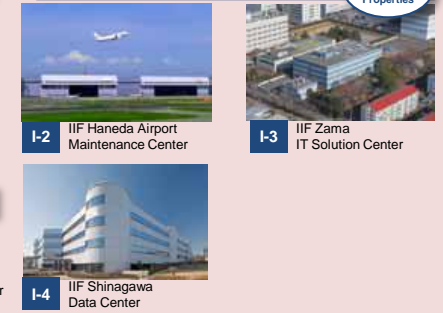 Properties
I-2
IIF Haneda Airport
Maintenance Center
I-3
IIF Zama
IT Solution Center
r
I-4
IIF Shinagawa
Data Center